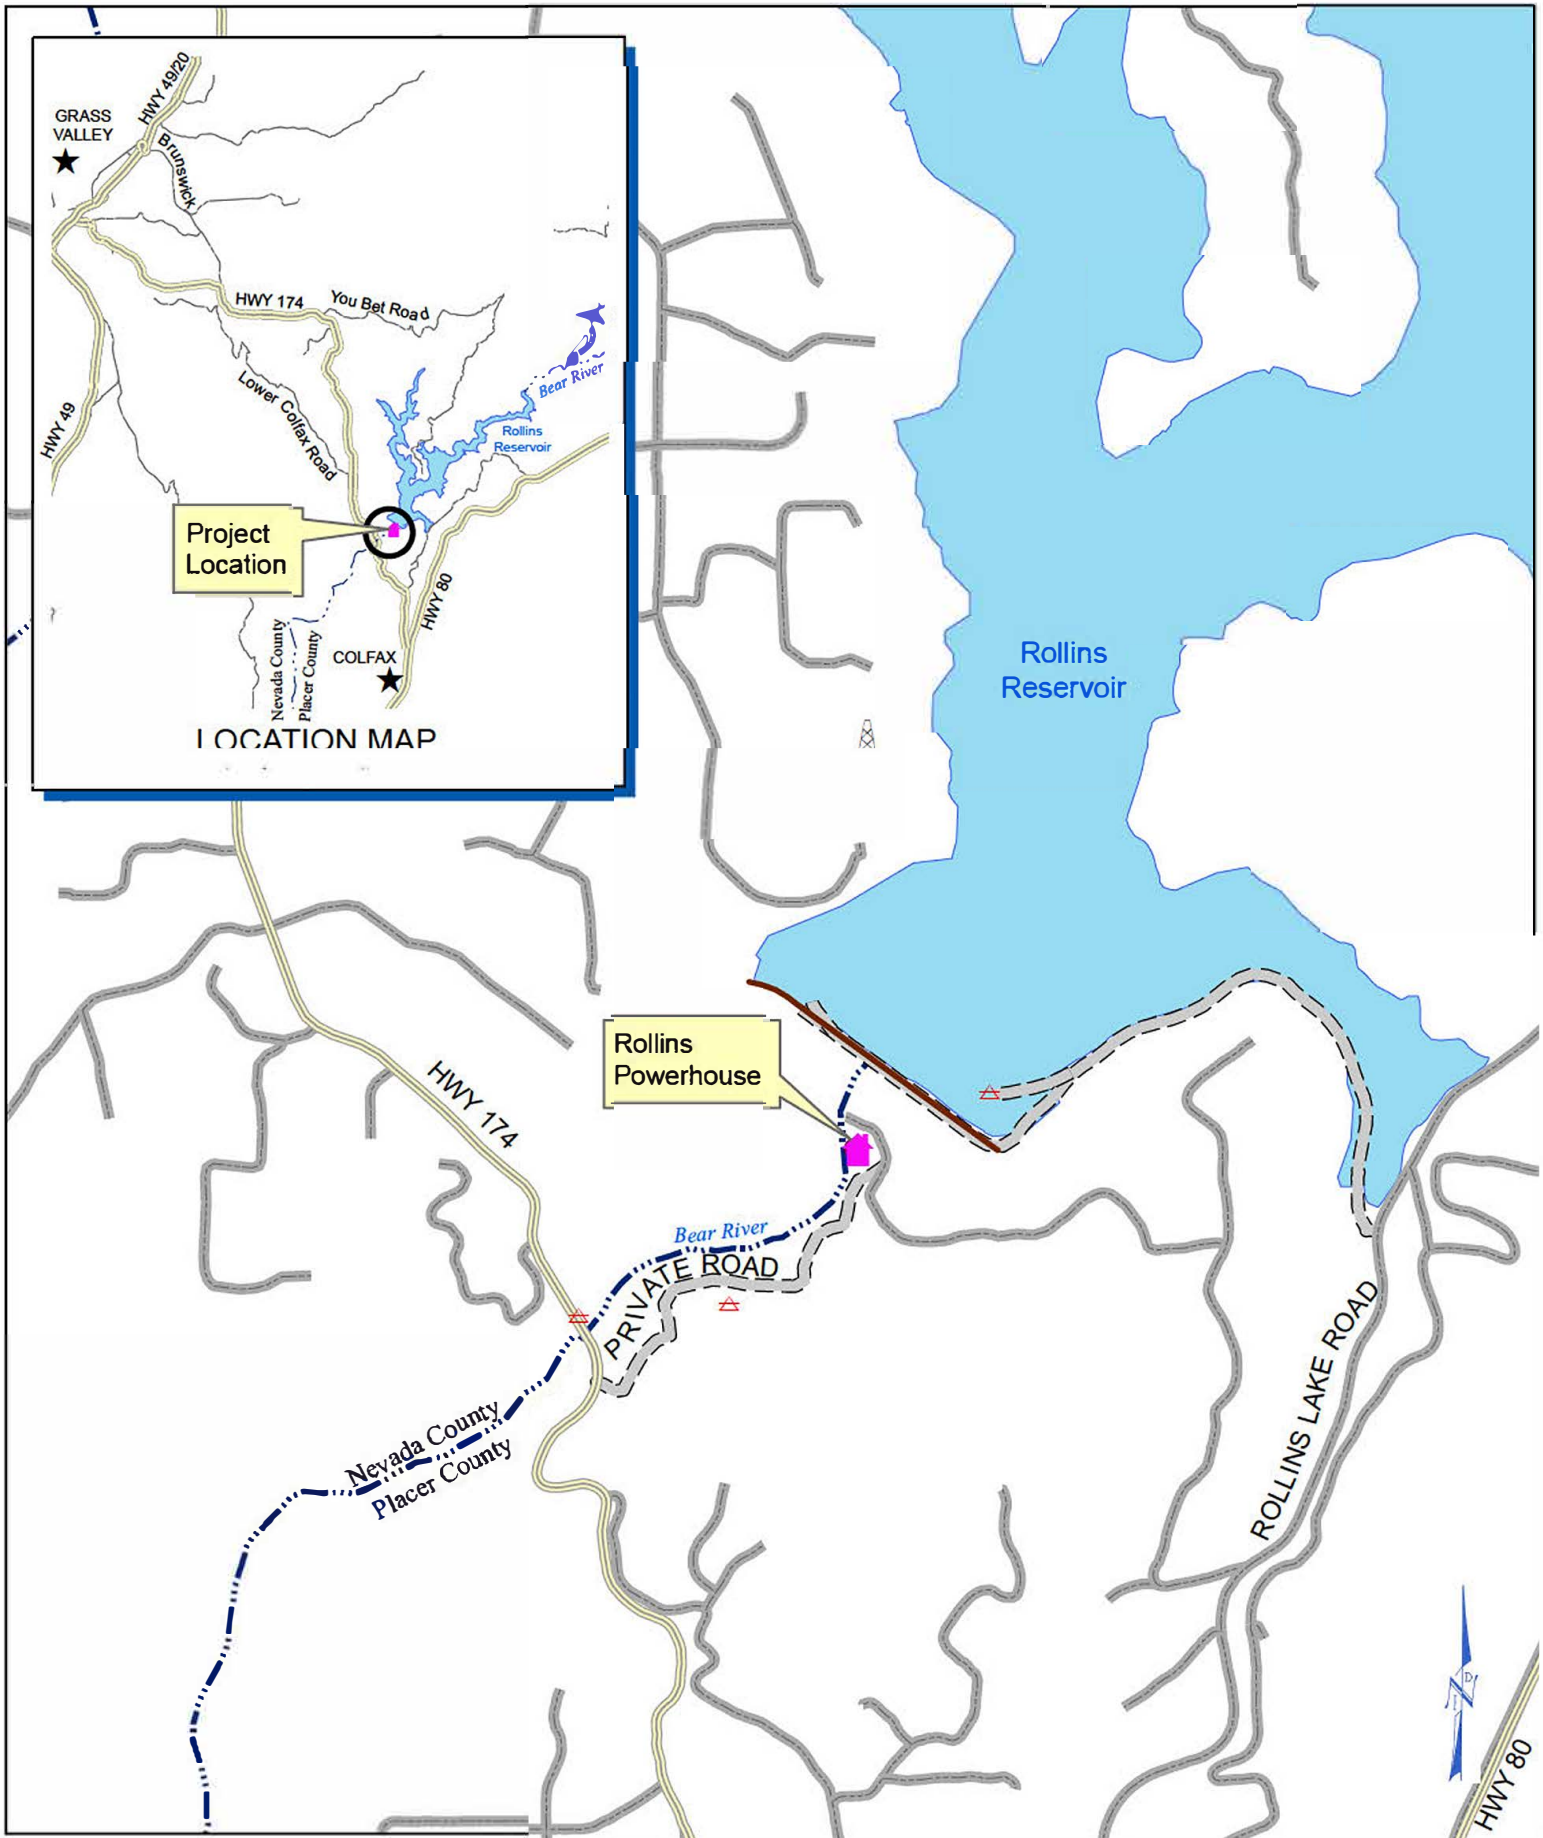 HWY 49/20
GRASS
VALLEY
Brunswick
HWY 174
You Bet Road
Bear River
Lower Colfax Road
HWY 49
Rollins
Reservoir
Project
Location
HWY 80
Nevada County
Placer County
COLFAX
LOCATION MAP
Rollins
Reservoir
Rollins
Powerhouse
HWY 174
Bear River
PRIVATE ROAD
ROLLINS LAKE ROAD
Nevada County
Placer County
N
I
D
HWY 80